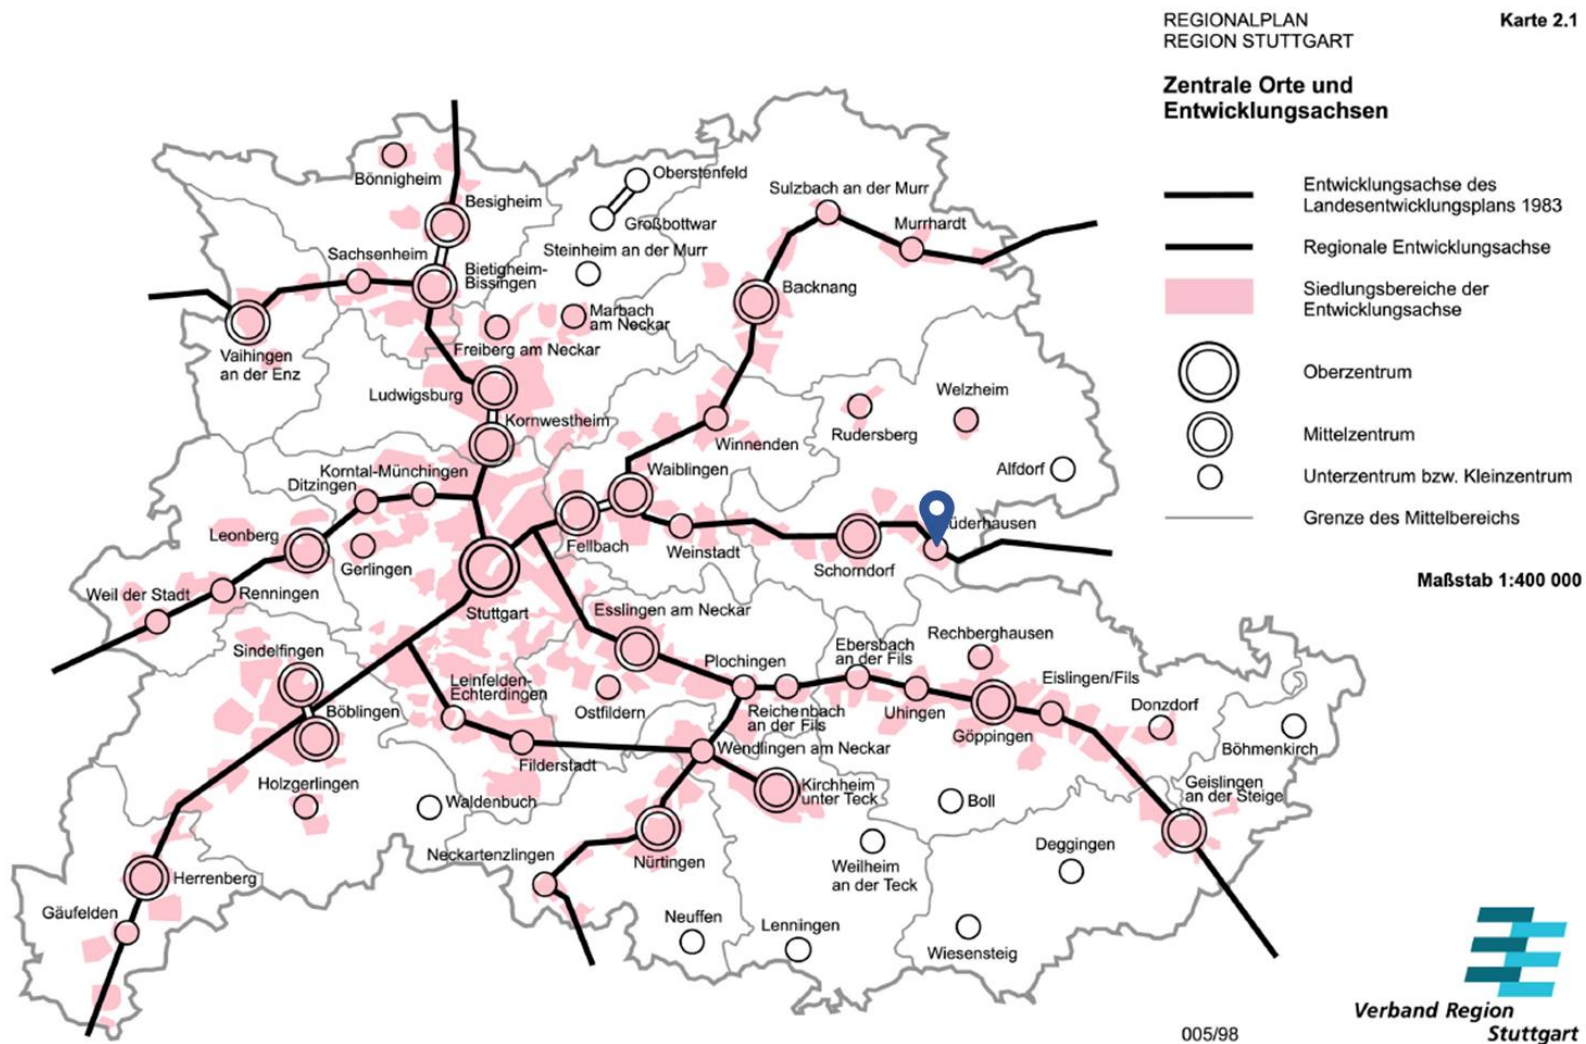 REGIONALPLAN
REGION STUTTGART
Karte 2.1
Zentrale Orte und
Entwicklungsachsen
Entwicklungsachse des
Landesentwicklungsplans 1983
Regionale Entwicklungsachse
Siedlungsbereiche der
Entwicklungsachse
Oberzentrum
Mittelzentrum
Unterzentrum bzw. Kleinzentrum
Grenze des Mittelbereichs
Maßstab 1:400 000
Bönnigheim
Oberstenfeld
Besigheim
Großbottwar
Sulzbach an der Murr
Murrhardt
Steinheim an der Murr
Sachsenheim
Bietigheim-
Bissingen
Backnang
Marbach
am Neckar
Freiberg am Neckar
Vaihingen
an der Enz
Ludwigsburg
Kornwestheim
Welzheim
Rudersberg
Winnenden
Korntal-Münchingen
Ditzingen
Waiblingen
Alfdorf
Leonberg
Gerlingen
Fellbach
Weinstadt
Schorndorf
üderhausen
Weil der Stadt
Renningen
Stuttgart
Esslingen am Neckar
Sindelfingen
Plochingen
Ebersbach
an der Fils
Rechberghausen
Leinfelden-
Echterdingen
Ostfildern
Reichenbach
an der Fils
Uhingen
Göppingen
Eislingen/Fils
Donzdorf
Böhmenkirch
Böblingen
Filderstadt
Wendlingen am Neckar
Holzgerlingen
Waldenbuch
Kirchheim
unter Teck
Boll
Geislingen
an der Steige
Neckartenzlingen
Nürtingen
Weilheim
an der Teck
Deggingen
Herrenberg
Gäufelden
Neuffen
Lenningen
Wiesensteig
Verband Region
Stuttgart
005/98